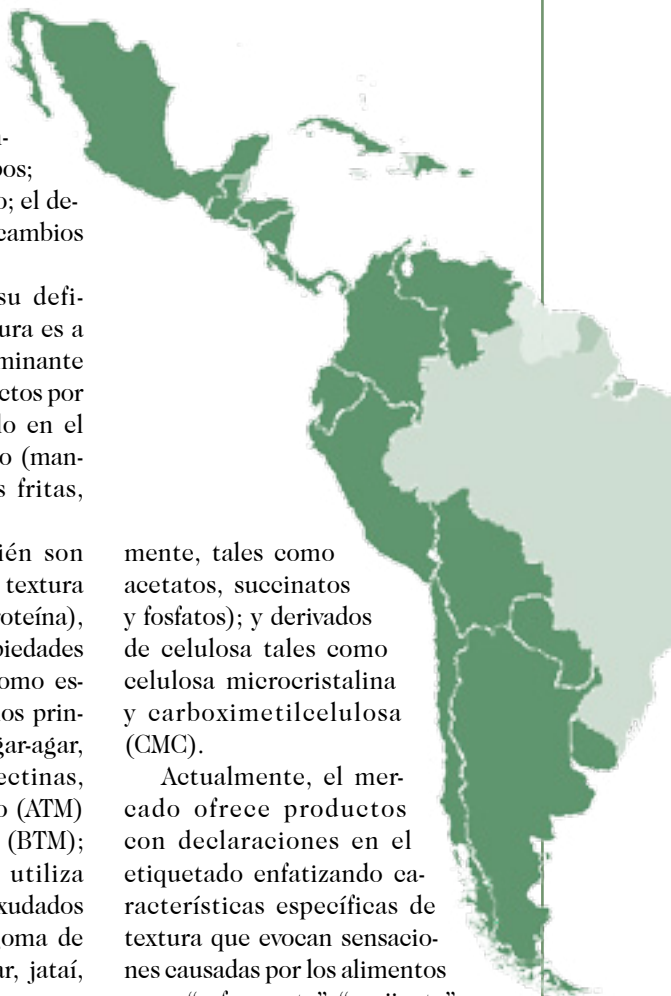 n-
pos;
o; el de-
cambios
su defi-
ura es a
minante
ctos por
lo en el
o (man-
s fritas,
ién son
textura
roteína),
piedades
omo es-
os prin-
gar-agar,
ectinas,
o (ATM)
(BTM);
utiliza
xudados
oma de
ar, jataí,
mente, tales como
acetatos, succinatos
y fosfatos); y derivados
de celulosa tales como
celulosa microcristalina
y carboximetilcelulosa
(CMC).
Actualmente, el mer-
cado ofrece productos
con declaraciones en el
etiquetado enfatizando ca-
racterísticas específicas de
textura que evocan sensacio-
nes causadas por los alimentos